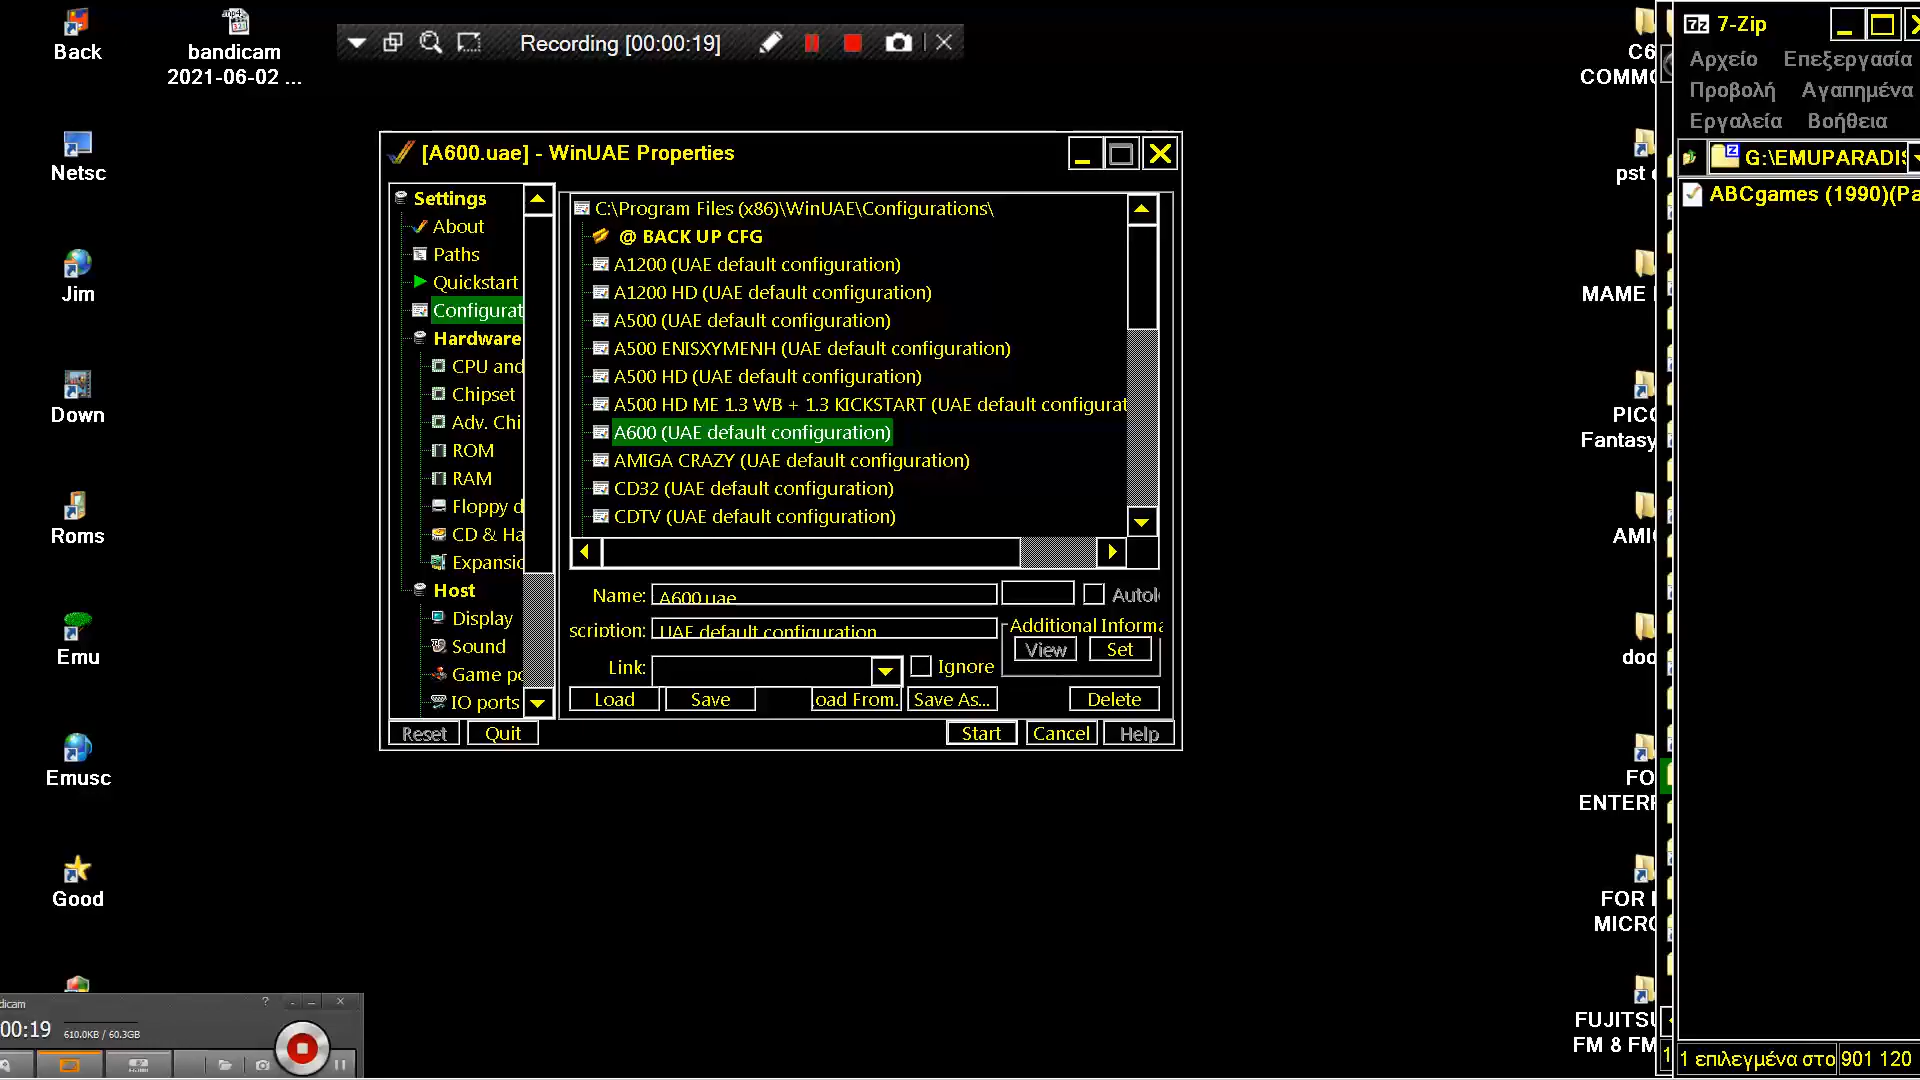 Back
bandicam
2021-06-02 ...
Netsc
Jim
Down
Roms
Emu
Emusc
Good
Recording [00:00:19]
[A600.uae] - WinUAE Properties
Settings
About
Paths
Quickstart
Configurat
Hardware
CPU and
Chipset
Adv. Chi
ROM
RAM
Floppy d
CD & Ha
Expansio
Host
Display
Sound
Game po
IO ports
C:\Program Files (x86)\WinUAE\Configurations\
@ BACK UP CFG
A1200 (UAE default configuration)
A1200 HD (UAE default configuration)
A500 (UAE default configuration)
A500 ENISXYMENH (UAE default configuration)
A500 HD (UAE default configuration)
A500 HD ME 1.3 WB + 1.3 KICKSTART (UAE default configurat
A600 (UAE default configuration)
AMIGA CRAZY (UAE default configuration)
CD32 (UAE default configuration)
CDTV (UAE default configuration)
Name: A600.uae
Autol
scription: UAE default configuration
Additional Informa
View Set
Link:
Ignore
Load Save oad From. Save As... Delete
Reset Quit Start Cancel Help
C6
COMMO
pst
MAME
PICO
Fantasy
AMI
doo
FO
ENTER
FOR
MICRO
FUJITSU
FM 8 FM
7z 7-Zip
Αρχείο Επεξεργασία
Προβολή Αγαπημένα
Εργαλεία Βοήθεια
G:\EMUPARADIS
ABCgames (1990)(Pa
1 επιλεγμένα στο 901 120
dicam
00:19 610.0KB / 60.3GB